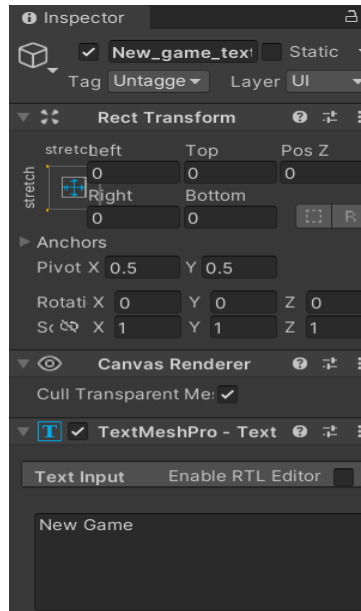 Inspector
New_game_text Static
Tag Untagge Layer UI
Rect Transform
stretch Left Top Pos Z
stretch 0 0 0
Right Bottom
0 0 R
Anchors
Pivot X 0.5 Y 0.5
Rotati X 0 Y 0 Z 0
Sc X 1 Y 1 Z 1
Canvas Renderer
Cull Transparent Me
TextMeshPro - Text
Text Input Enable RTL Editor
New Game